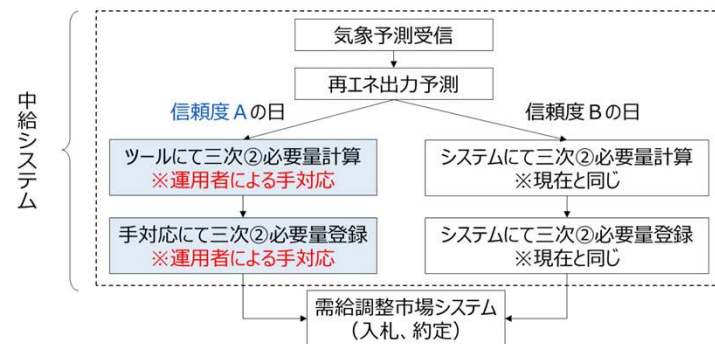 中給システム
気象予測受信
再エネ出力予測
信頼度Aの日
信頼度Bの日
ツールにて三次②必要量計算
※運用者による手対応
システムにて三次②必要量計算
※現在と同じ
手対応にて三次②必要量登録
※運用者による手対応
システムにて三次②必要量登録
※現在と同じ
需給調整市場システム
（入札、約定）